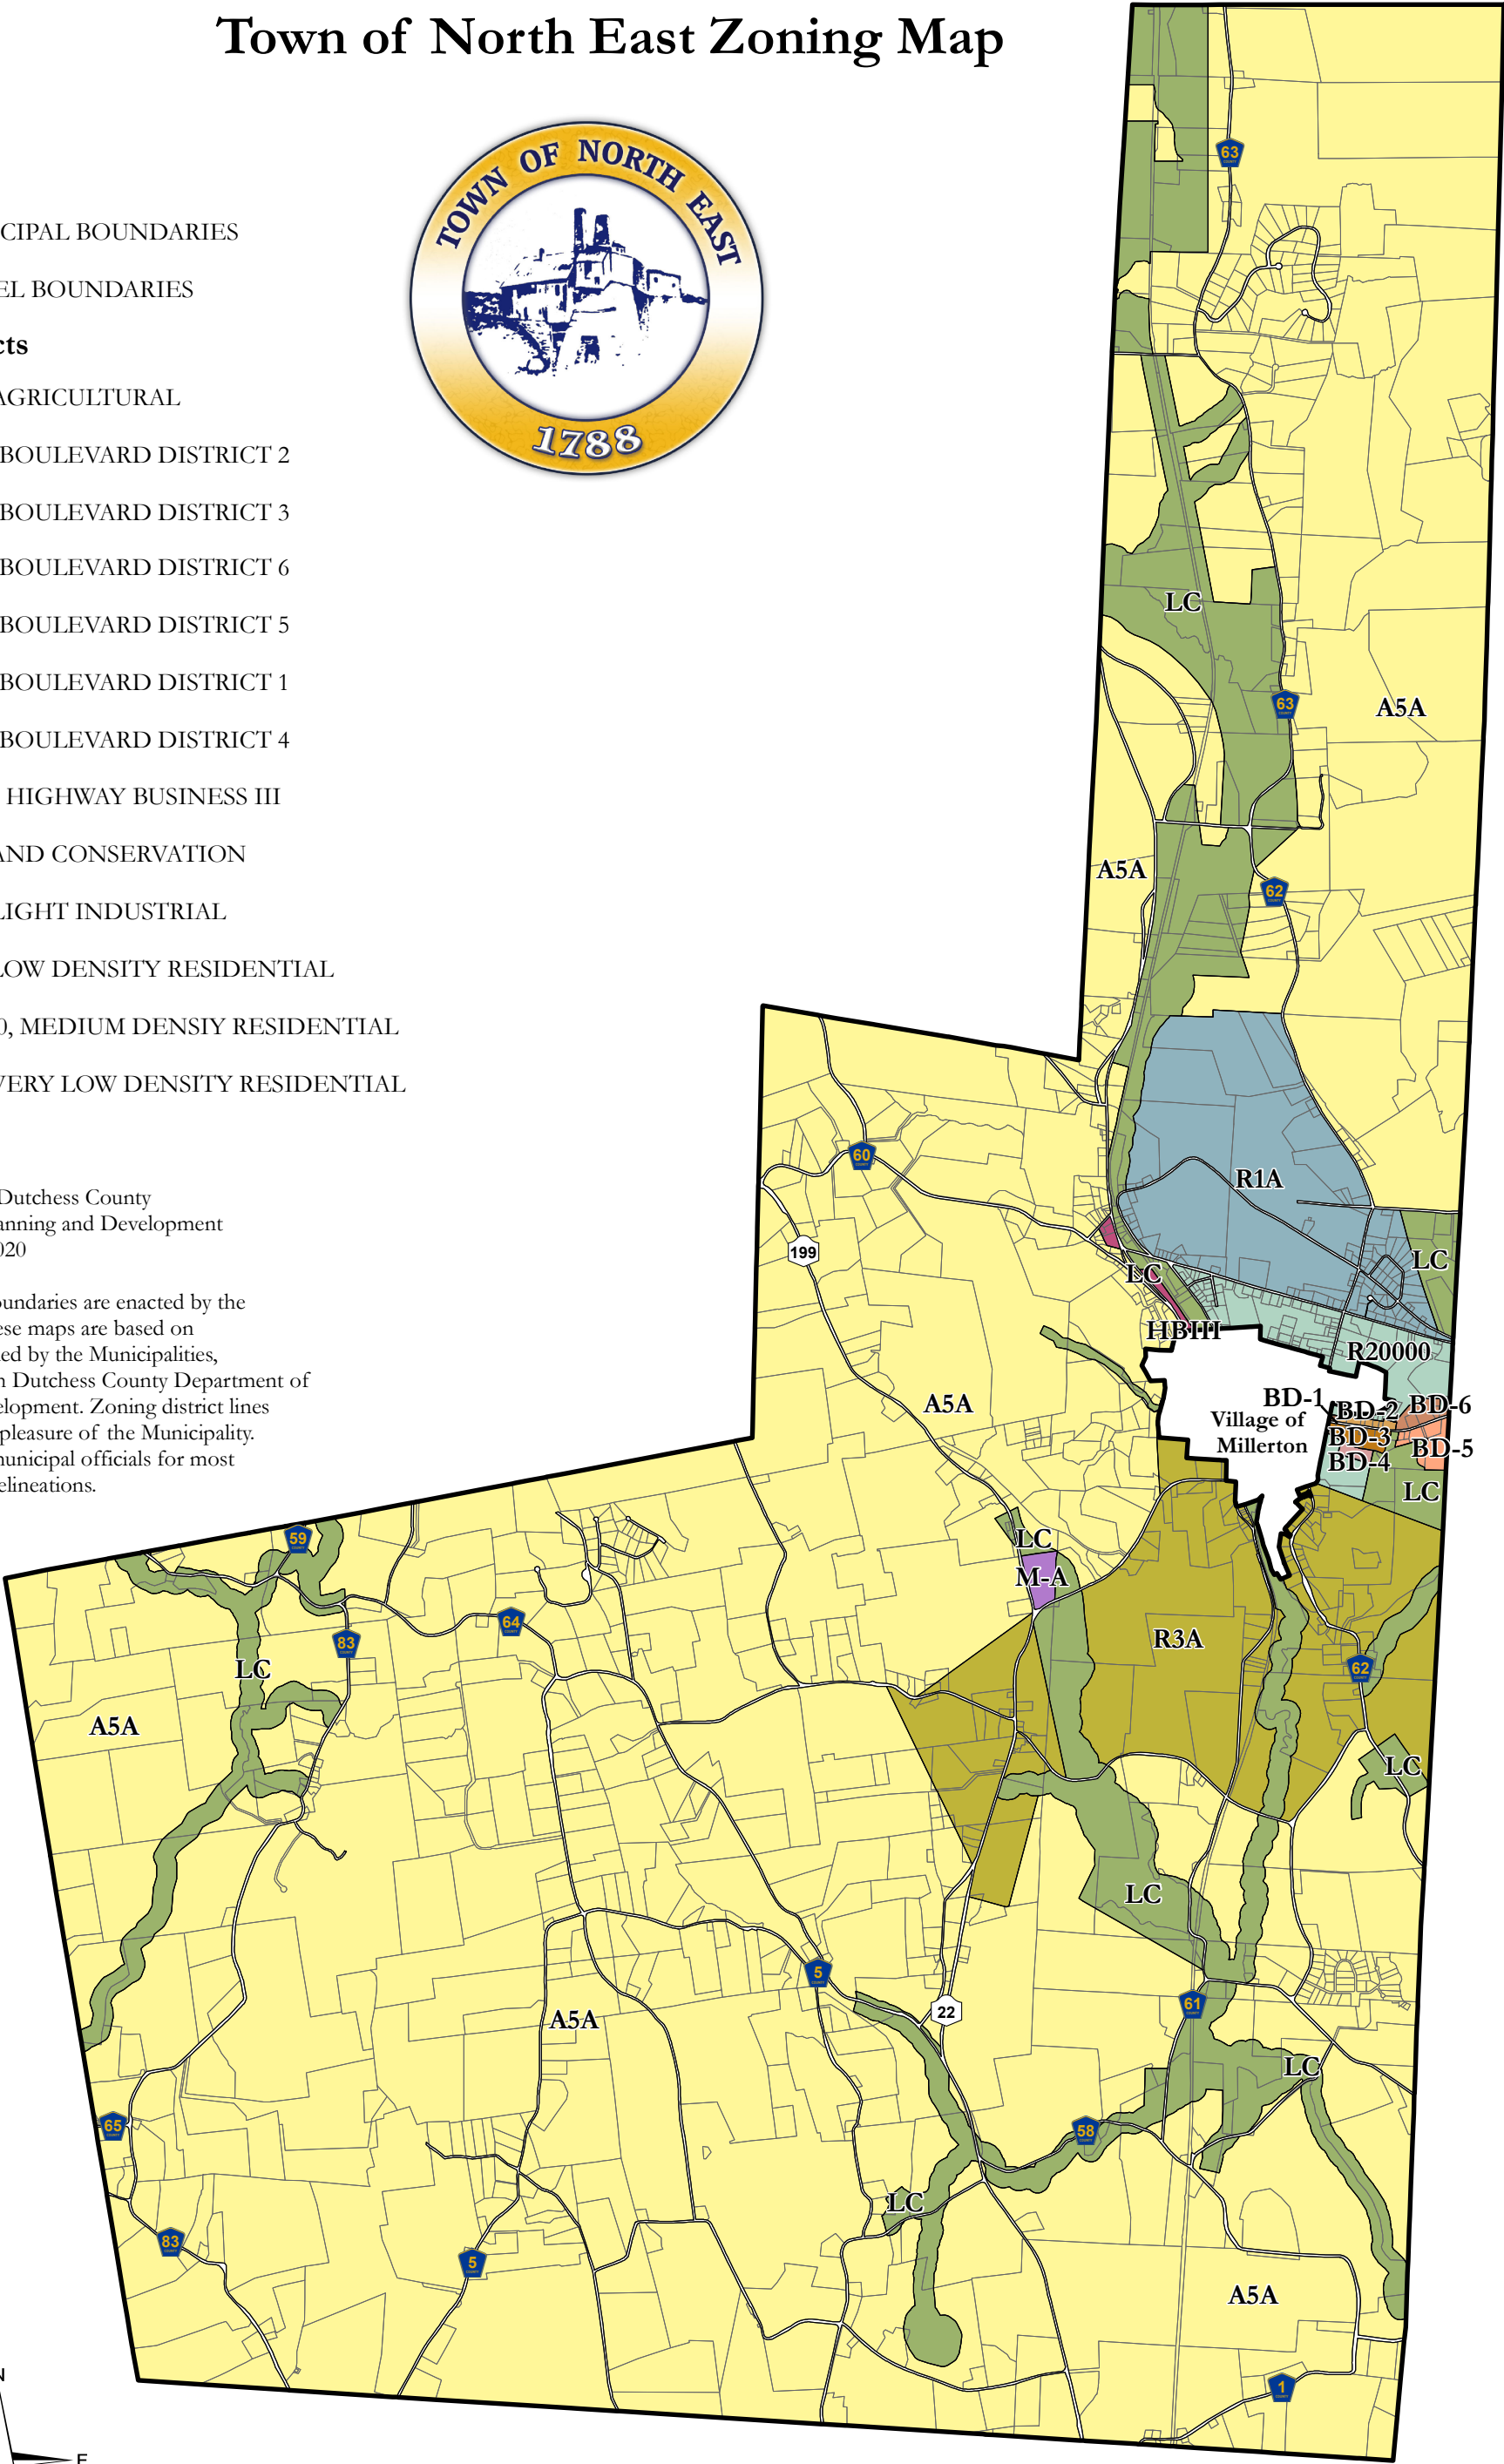 Town of North East Zoning Map
TOWN OF NORTH EAST
1788
CIPAL BOUNDARIES
EL BOUNDARIES
cts
AGRICULTURAL
BOULEVARD DISTRICT 2
BOULEVARD DISTRICT 3
BOULEVARD DISTRICT 6
BOULEVARD DISTRICT 5
BOULEVARD DISTRICT 1
BOULEVARD DISTRICT 4
HIGHWAY BUSINESS III
AND CONSERVATION
LIGHT INDUSTRIAL
LOW DENSITY RESIDENTIAL
0, MEDIUM DENSIY RESIDENTIAL
VERY LOW DENSITY RESIDENTIAL
Dutchess County
anning and Development
020
oundaries are enacted by the
ese maps are based on
ed by the Municipalities,
h Dutchess County Department of
elopment. Zoning district lines
pleasure of the Municipality.
municipal officials for most
elineations.
63
LC
63
A5A
A5A
62
60
R1A
199
LC
LC
HBIII
R20000
A5A
BD-1
BD-2
BD-6
Village of
Millerton
BD-3
BD-5
BD-4
LC
59
LC
M-A
64
83
R3A
62
LC
A5A
LC
LC
5
61
22
A5A
LC
65
58
LC
83
5
A5A
1
N
E